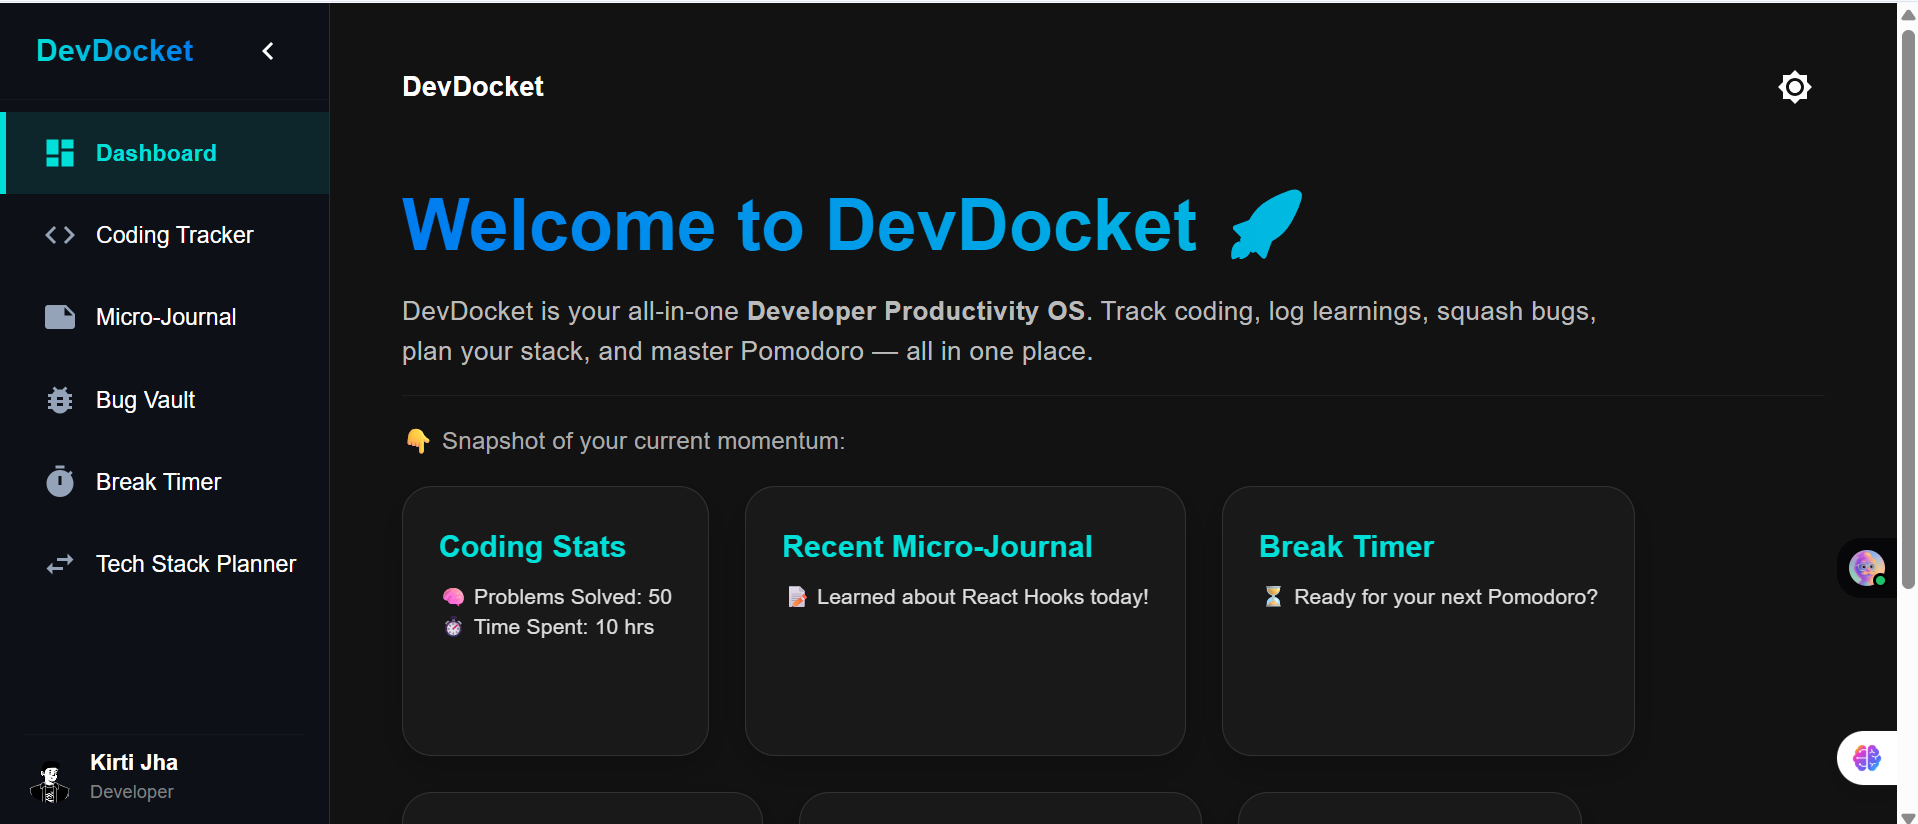 DevDocket
Dashboard
Coding Tracker
Micro-Journal
Bug Vault
Break Timer
Tech Stack Planner
Kirti Jha
Developer
DevDocket
Welcome to DevDocket 🚀
DevDocket is your all-in-one Developer Productivity OS. Track coding, log learnings, squash bugs,
plan your stack, and master Pomodoro — all in one place.
👇 Snapshot of your current momentum:
Coding Stats
🧠 Problems Solved: 50
⏱ Time Spent: 10 hrs
Recent Micro-Journal
📝 Learned about React Hooks today!
Break Timer
⏳ Ready for your next Pomodoro?